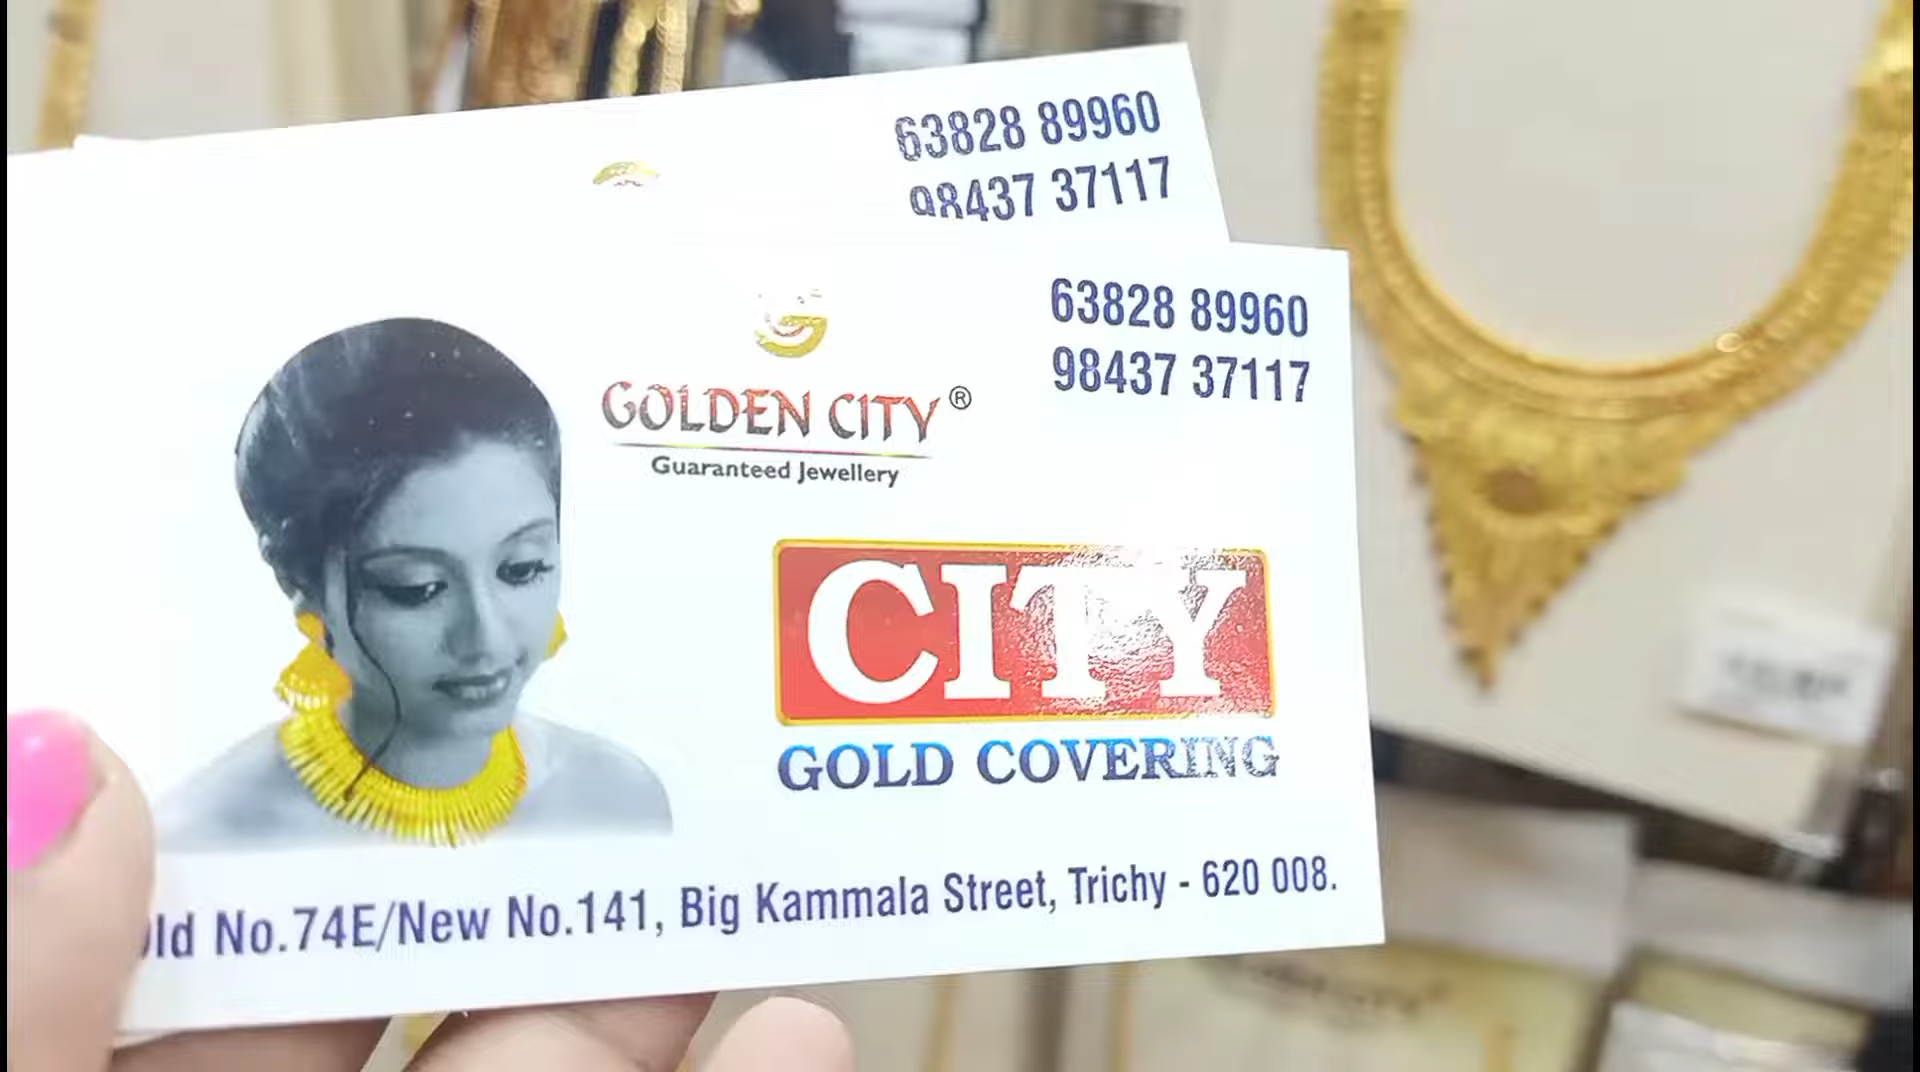 63828 89960
98437 37117
63828 89960
98437 37117
GOLDEN CITY®
Guaranteed Jewellery
CITY
GOLD COVERING
Old No.74E/New No.141, Big Kammala Street, Trichy - 620 008.